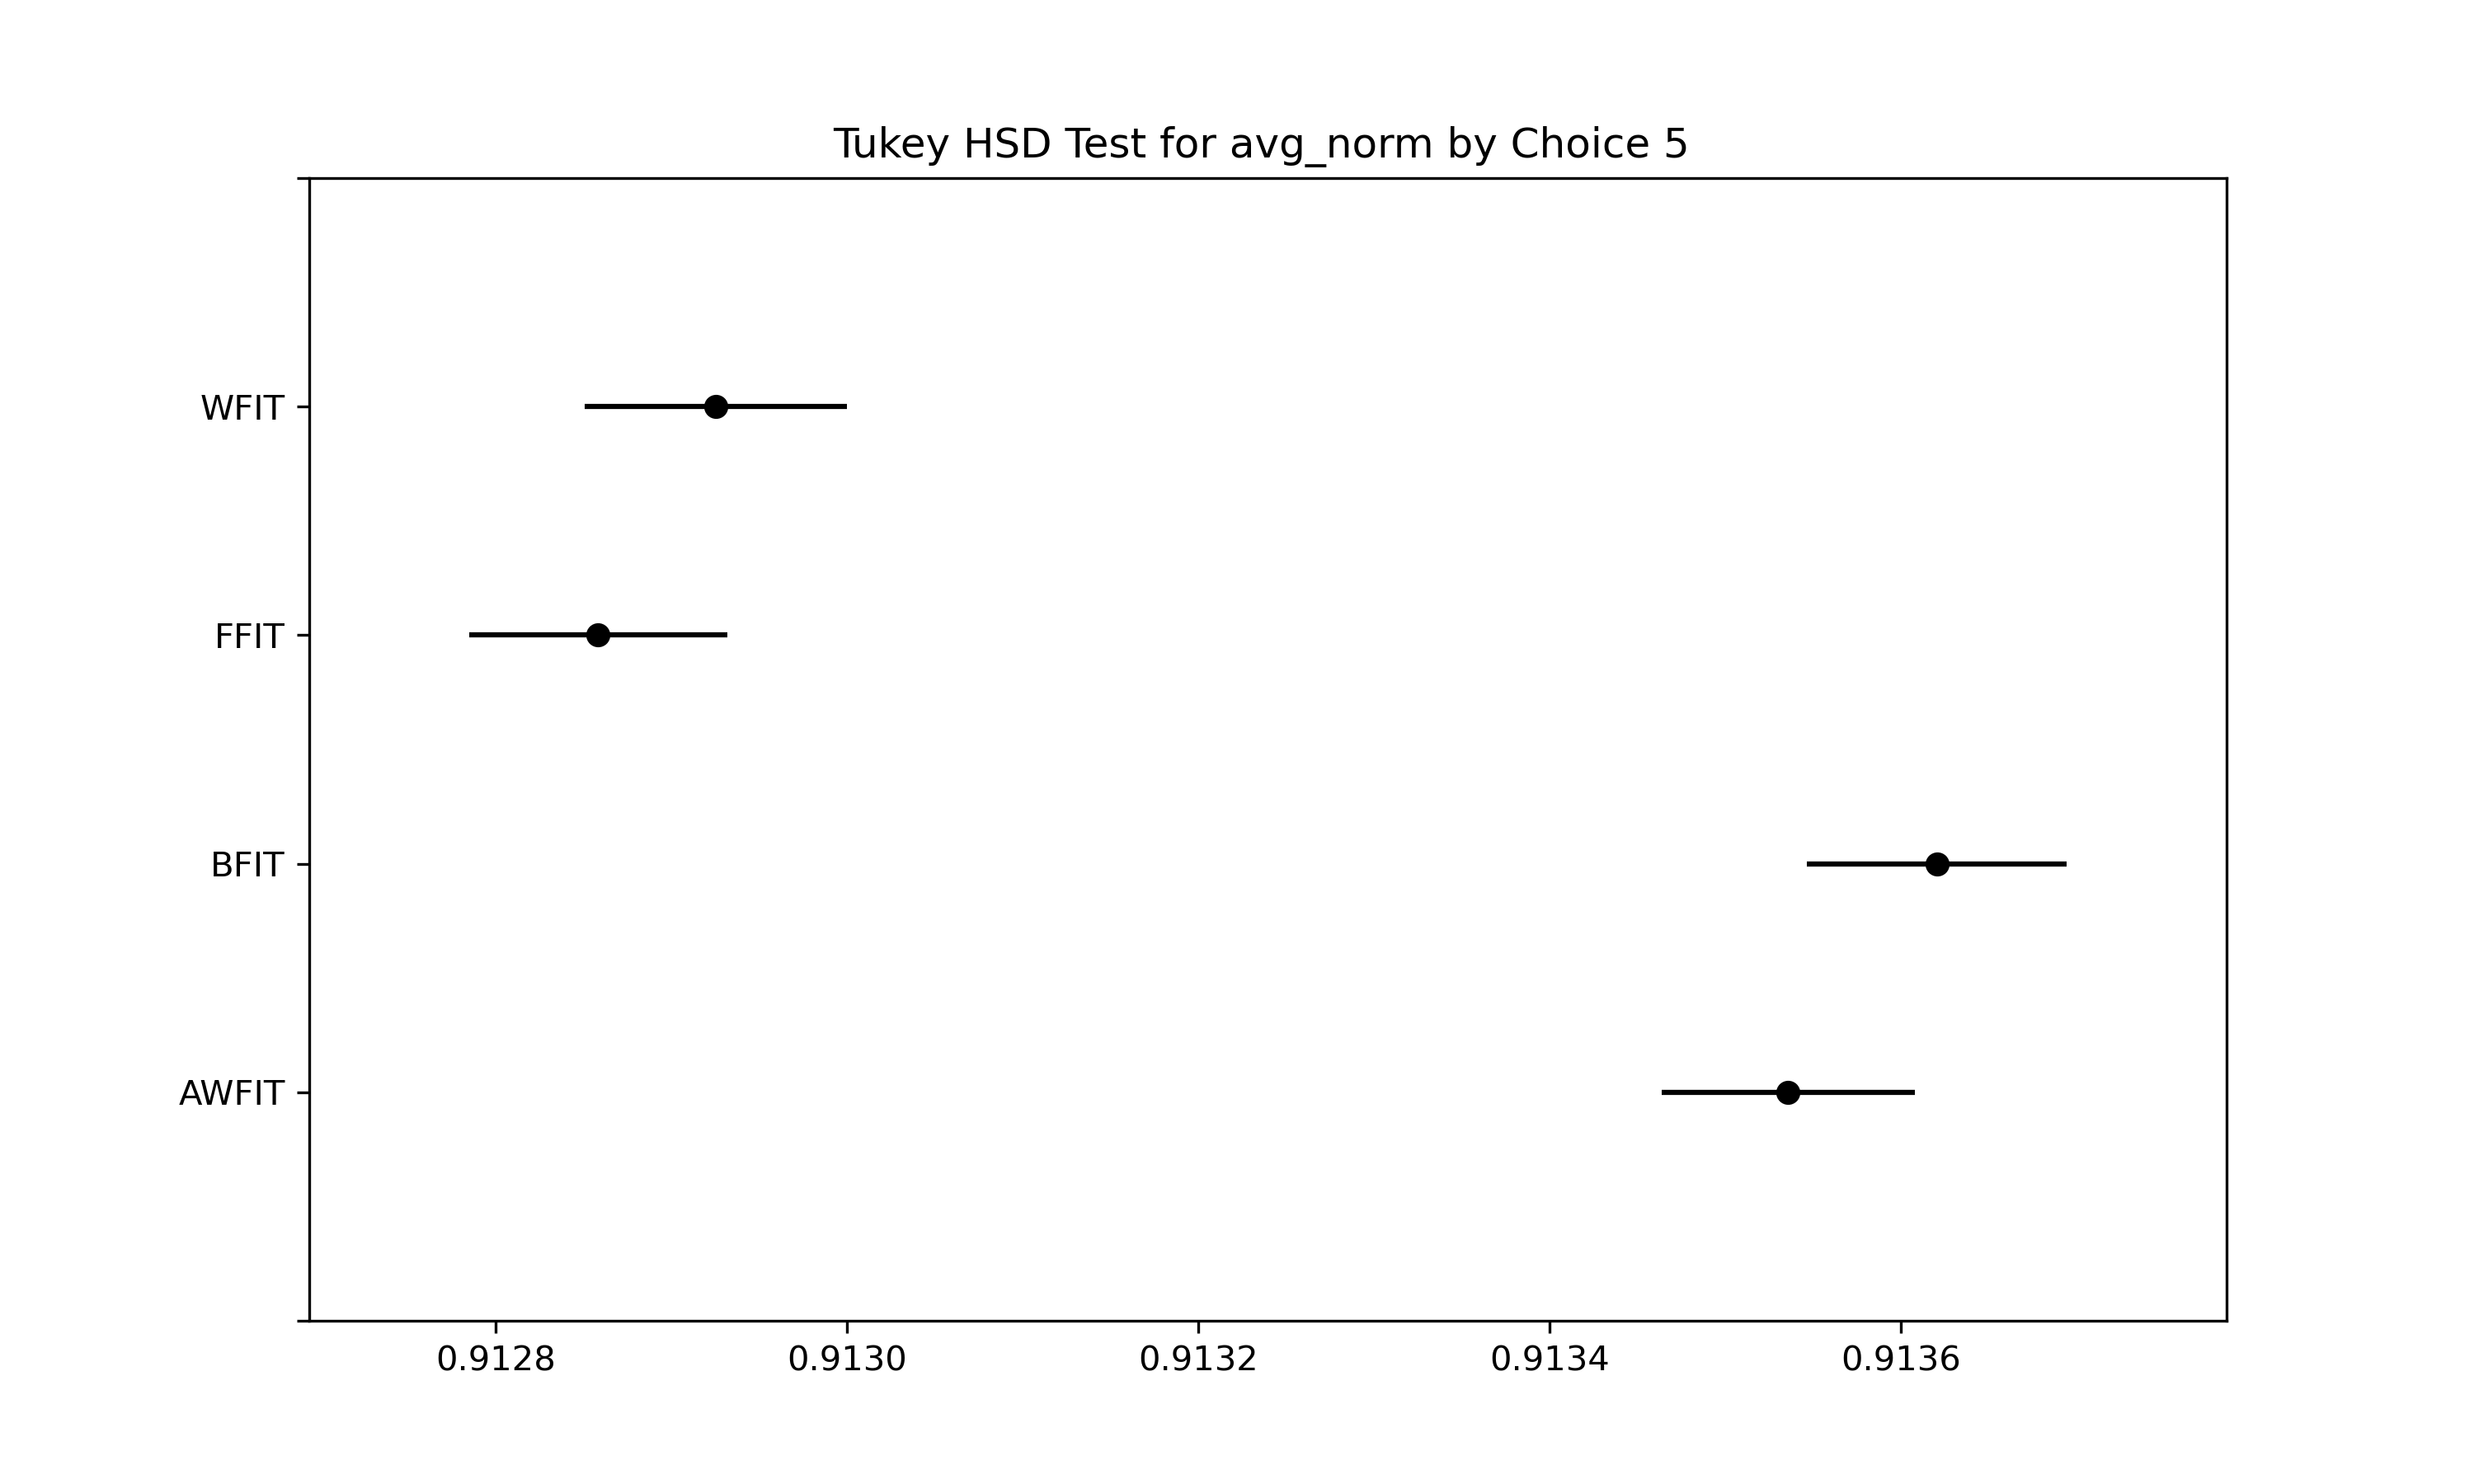 Tukey HSD Test for avg_norm by Choice 5
WFIT
FFIT
BFIT
AWFIT
0.9128 0.9130 0.9132 0.9134 0.9136